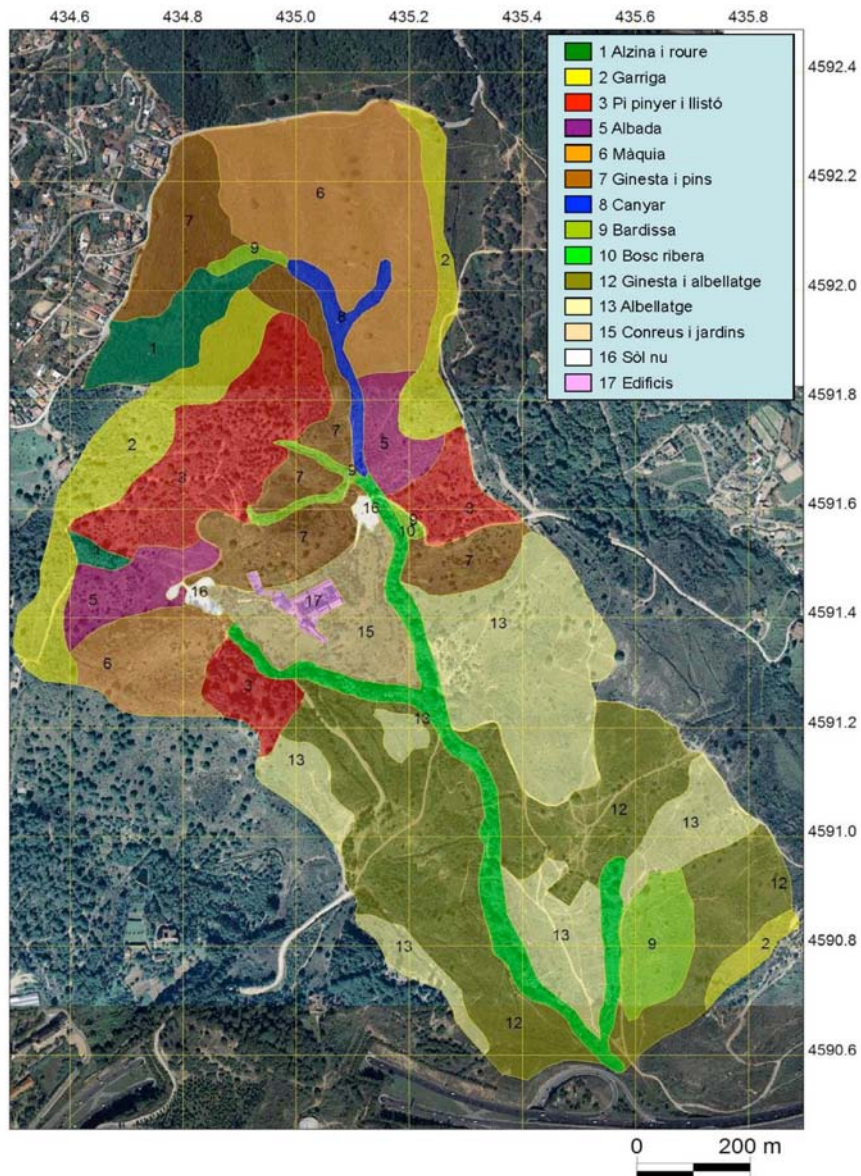 434.6 434.8 435.0 435.2 435.4 435.6 435.8
1 Alzina i roure
2 Garriga
3 Pi pinyer i llistó
5 Albada
6 Màquia
7 Ginesta i pins
8 Canyar
9 Bardissa
10 Bosc ribera
12 Ginesta i albellatge
13 Albellatge
15 Conreus i jardins
16 Sòl nu
17 Edificis
4592.4
4592.2
4592.0
4591.8
4591.6
4591.4
4591.2
4591.0
4590.8
4590.6
6
7
9
2
8
1
7
5
2
9
3
7
16
3
9
10
7
7
5
16
17
13
15
6
3
13
13
12
13
12
9
13
13
2
12
0 200 m